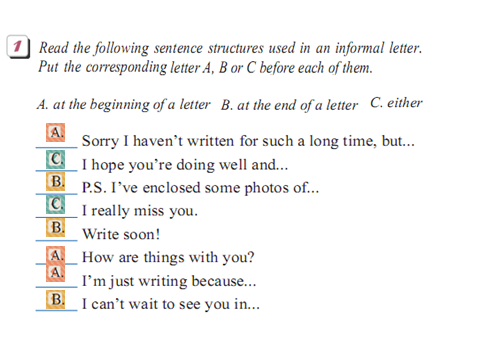 1 Read the following sentence structures used in an informal letter.
Put the corresponding letter A, B or C before each of them.
A. at the beginning of a letter B. at the end of a letter C. either
A. Sorry I haven't written for such a long time, but...
C. I hope you're doing well and...
B. P.S. I've enclosed some photos of...
C. I really miss you.
B. Write soon!
A. How are things with you?
A. I'm just writing because...
B. I can't wait to see you in...